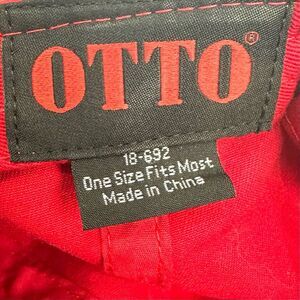 OTTO®
18-692
One Size Fits Most
Made in China